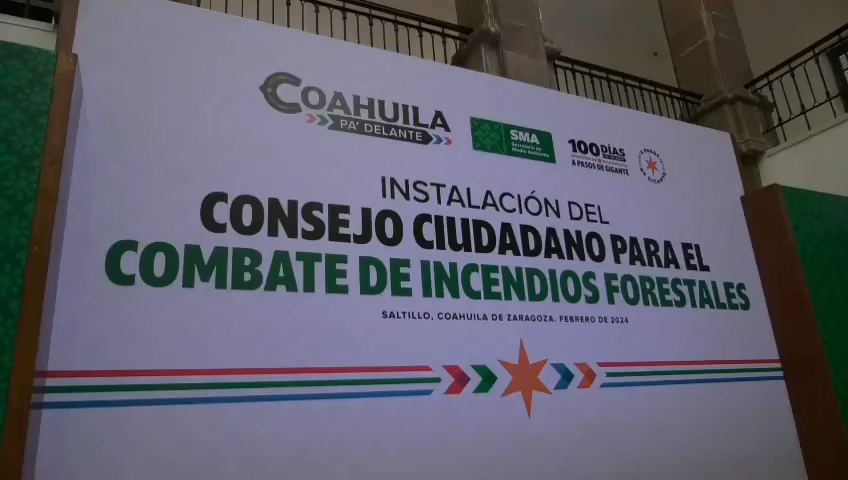 COAHUILA
PA' DELANTE
SMA
Secretaría de
Medio Ambiente
100 DÍAS
A PASOS DE GIGANTE
INSTALACIÓN DEL
CONSEJO CIUDADANO PARA EL
COMBATE DE INCENDIOS FORESTALES
SALTILLO, COAHUILA DE ZARAGOZA. FEBRERO DE 2024